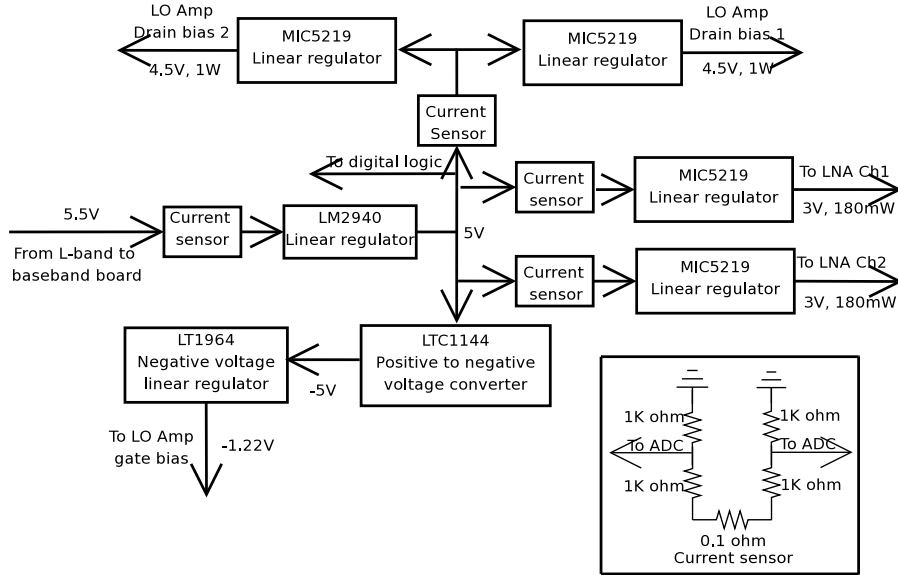 LO Amp
Drain bias 2
4.5V, 1W
MIC5219
Linear regulator
MIC5219
Linear regulator
LO Amp
Drain bias 1
4.5V, 1W
Current
Sensor
To digital logic
Current
sensor
MIC5219
Linear regulator
To LNA Ch1
3V, 180mW
5.5V
From L-band to
baseband board
Current
sensor
LM2940
Linear regulator
5V
Current
sensor
MIC5219
Linear regulator
To LNA Ch2
3V, 180mW
LT1964
Negative voltage
linear regulator
-5V
LTC1144
Positive to negative
voltage converter
To LO Amp
gate bias
-1.22V
1K ohm
1K ohm
To ADC
To ADC
1K ohm
1K ohm
0.1 ohm
Current sensor